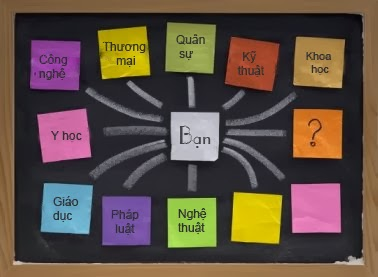 Công
nghệ
Thương
mại
Quân
sự
Kỹ
thuật
Khoa
học
Y học
Bạn
?
Giáo
dục
Pháp
luật
Nghệ
thuật